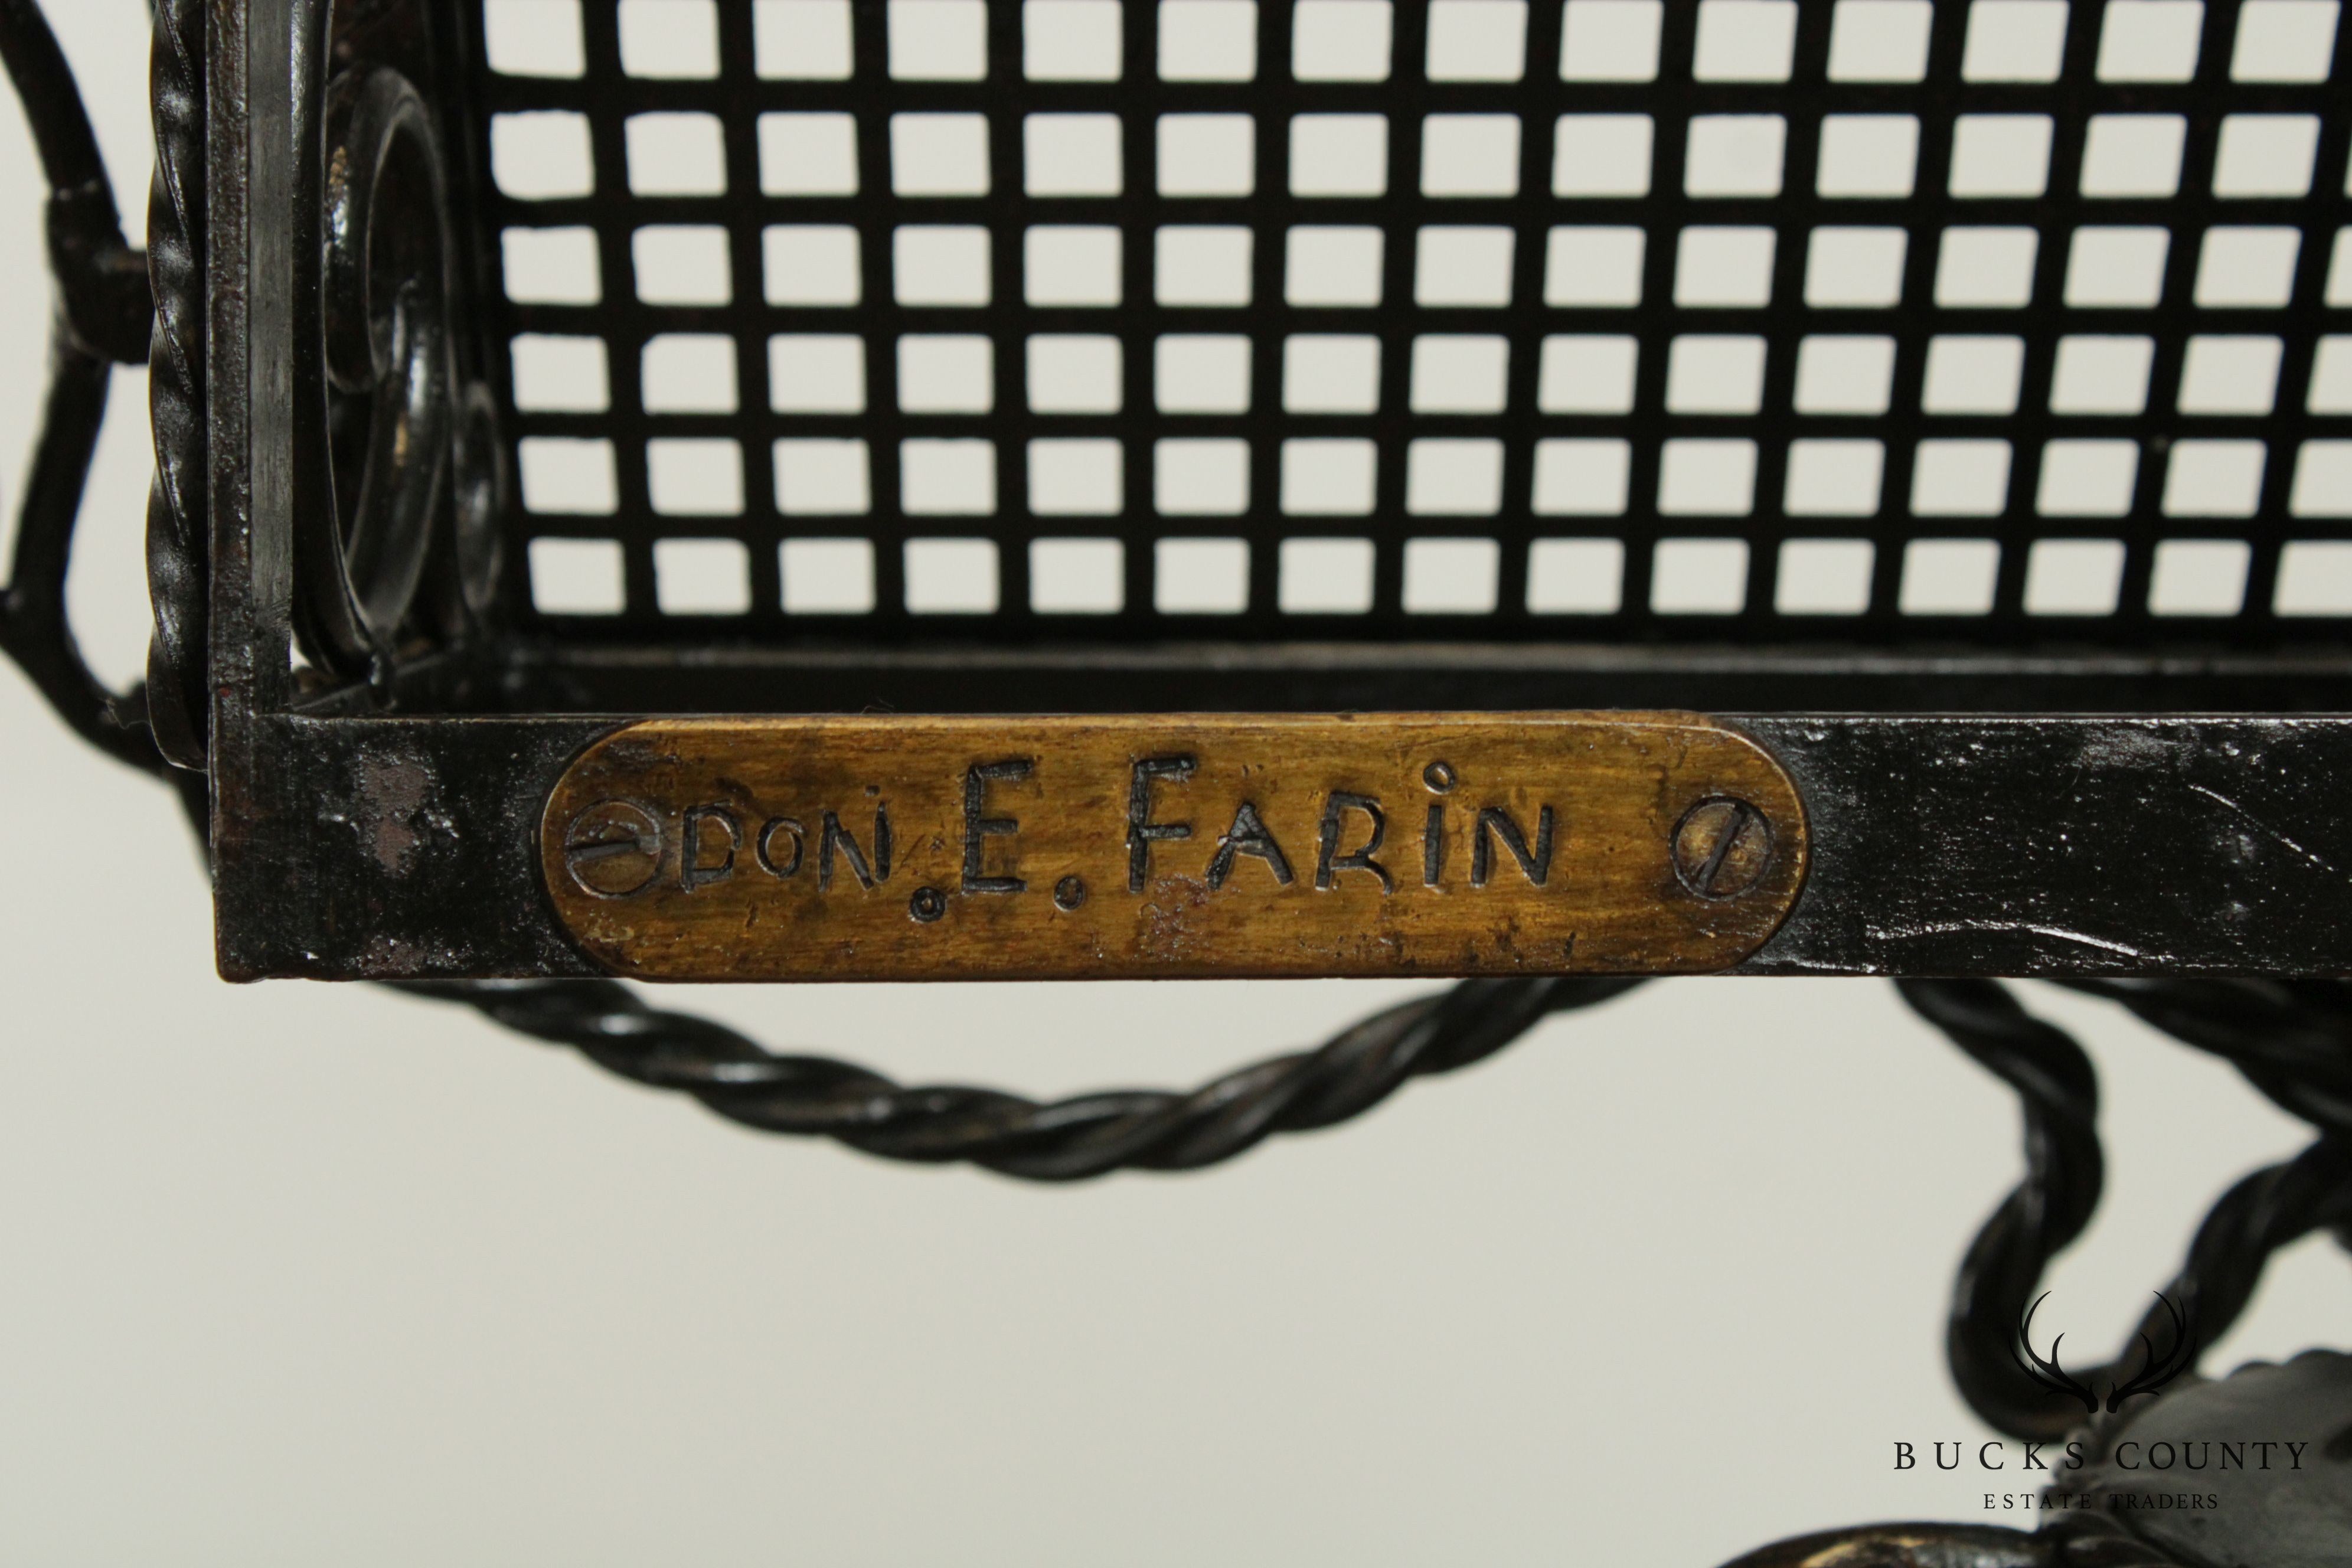 DON. E. FARiN
BUCKS COUNTY
ESTATE TRADERS